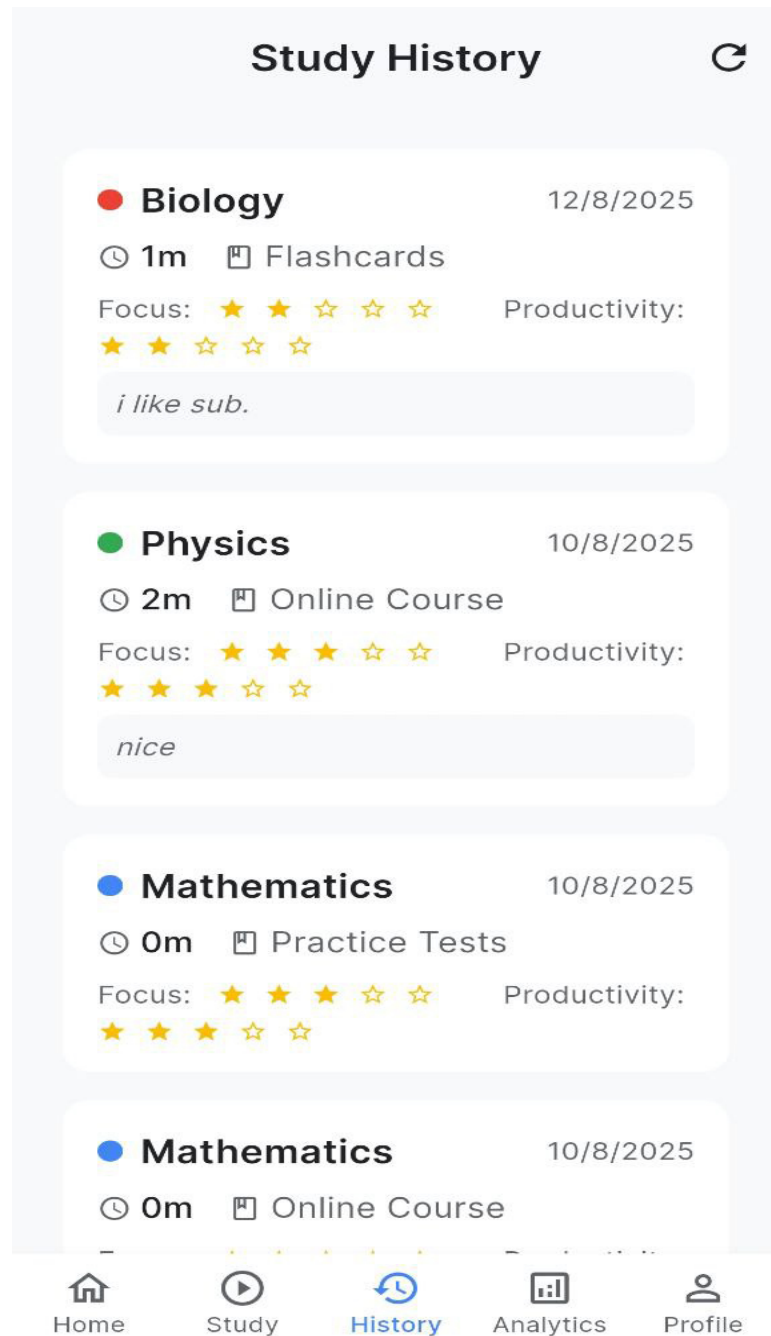 Study History
Biology 12/8/2025
1m Flashcards
Focus: Productivity:
i like sub.
Physics 10/8/2025
2m Online Course
Focus: Productivity:
nice
Mathematics 10/8/2025
0m Practice Tests
Focus: Productivity:
Mathematics 10/8/2025
0m Online Course
Home Study History Analytics Profile